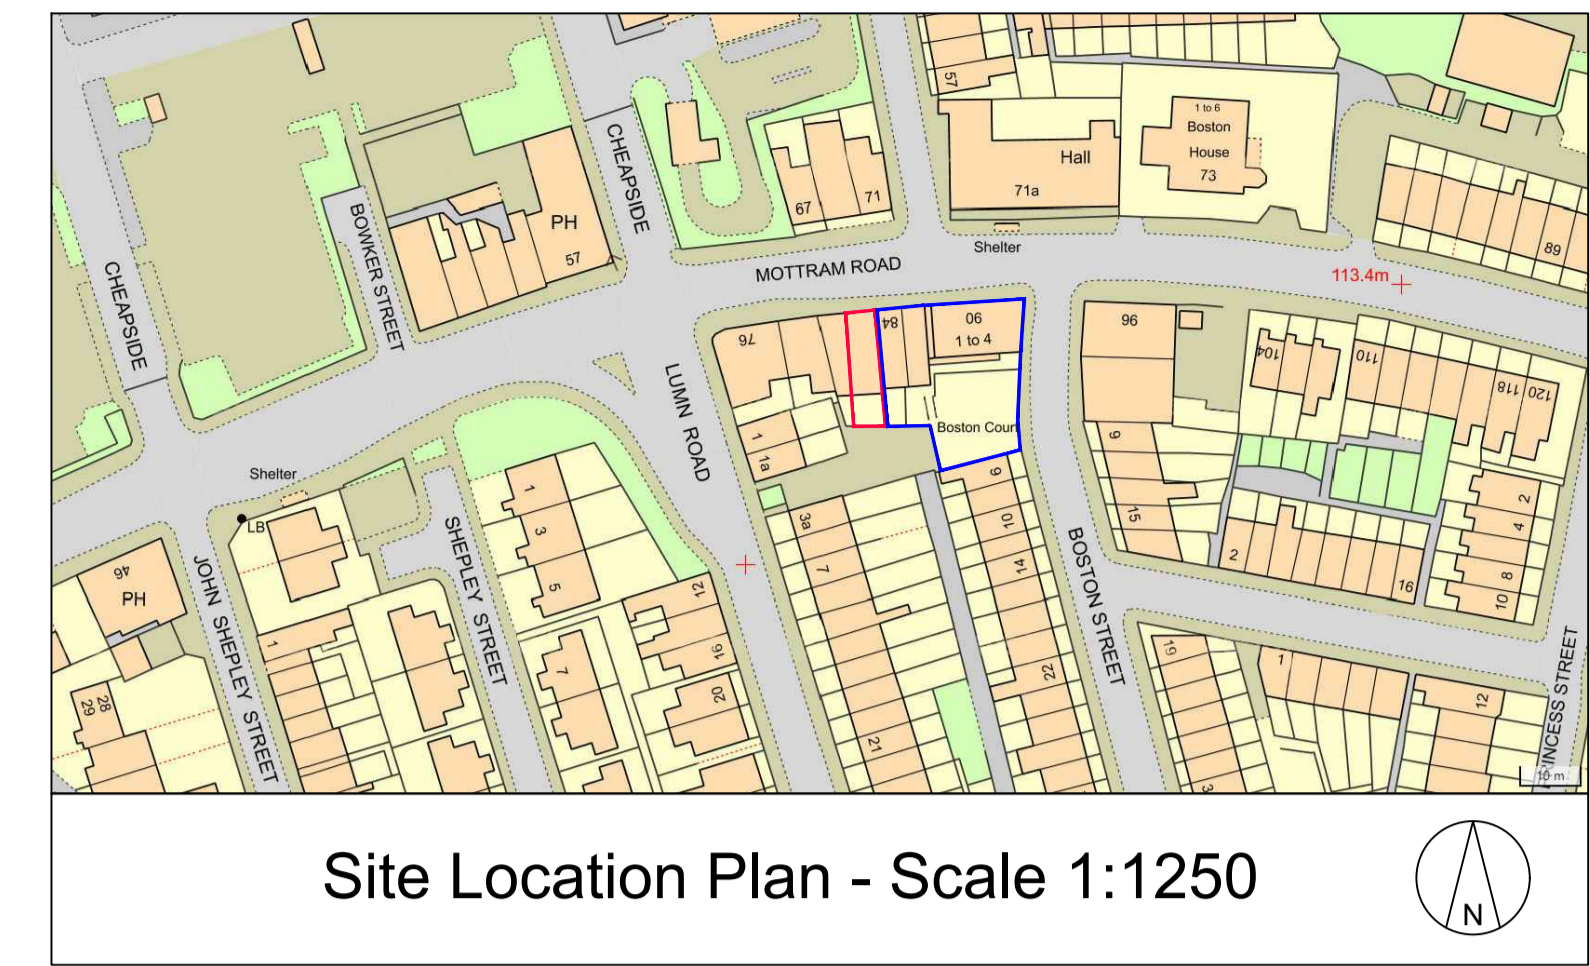 57
1 to 6
Boston
House
73
Hall
71a
67
71
PH
57
CHEAPSIDE
BOWKER STREET
CHEAPSIDE
Shelter
MOTTRAM ROAD
89
113.4m
76
84
90
1 to 4
96
104
110
118
120
LUMN ROAD
Boston Court
1
1a
Shelter
LB
1
3
5
3a
7
9
10
14
9
15
2
16
2
4
8
10
46
PH
JOHN SHEPLEY STREET
SHEPLEY STREET
BOSTON STREET
12
16
20
1
7
28
29
21
22
19
1
12
3
PRINCESS STREET
10 m
Site Location Plan - Scale 1:1250
N